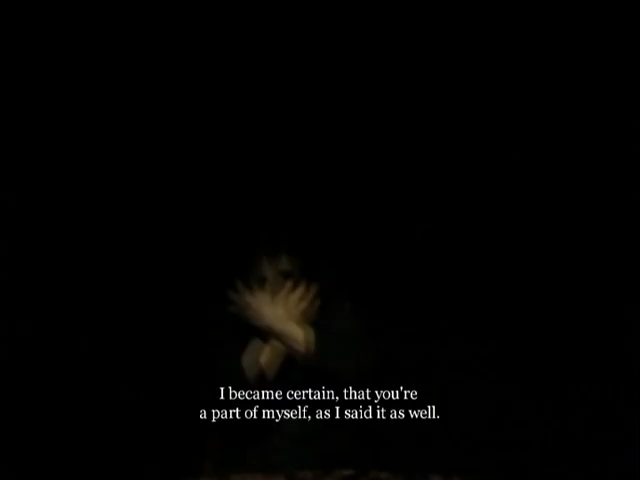 I became certain, that you're
a part of myself, as I said it as well.